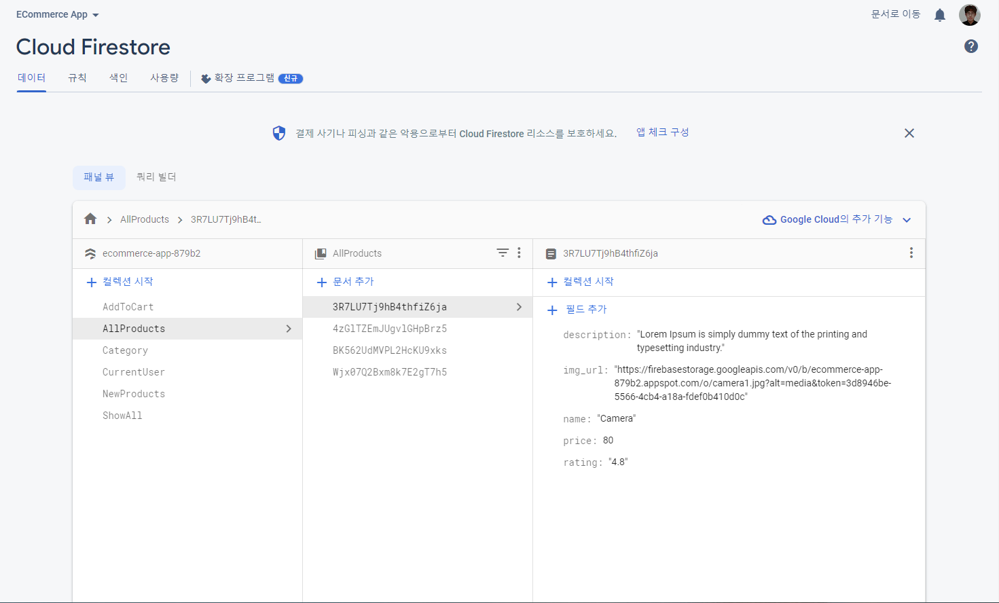 ECommerce App
문서로 이동
Cloud Firestore
데이터
규칙
색인
사용량
확장 프로그램
신규
결제 사기나 피싱과 같은 악용으로부터 Cloud Firestore 리소스를 보호하세요.
앱 체크 구성
패널 뷰
쿼리 빌더
AllProducts
3R7LU7Tj9hB4t..
Google Cloud의 추가 기능
ecommerce-app-879b2
컬렉션 시작
AddToCart
AllProducts
Category
CurrentUser
NewProducts
ShowAll
AllProducts
문서 추가
3R7LU7Tj9hB4thfiZ6ja
4zGlTZEmJUgvlGHpBrz5
BK562UdMVPL2HcKU9xks
Wjx07Q2Bxm8k7E2gT7h5
3R7LU7Tj9hB4thfiZ6ja
컬렉션 시작
필드 추가
description: "Lorem Ipsum is simply dummy text of the printing and
typesetting industry."
img_url: "https://firebasestorage.googleapis.com/v0/b/ecommerce-app-
879b2.appspot.com/o/camera1.jpg?alt=media&token=3d8946be-
5566-4cb4-a18a-fdef0b410d0c"
name: "Camera"
price: 80
rating: "4.8"